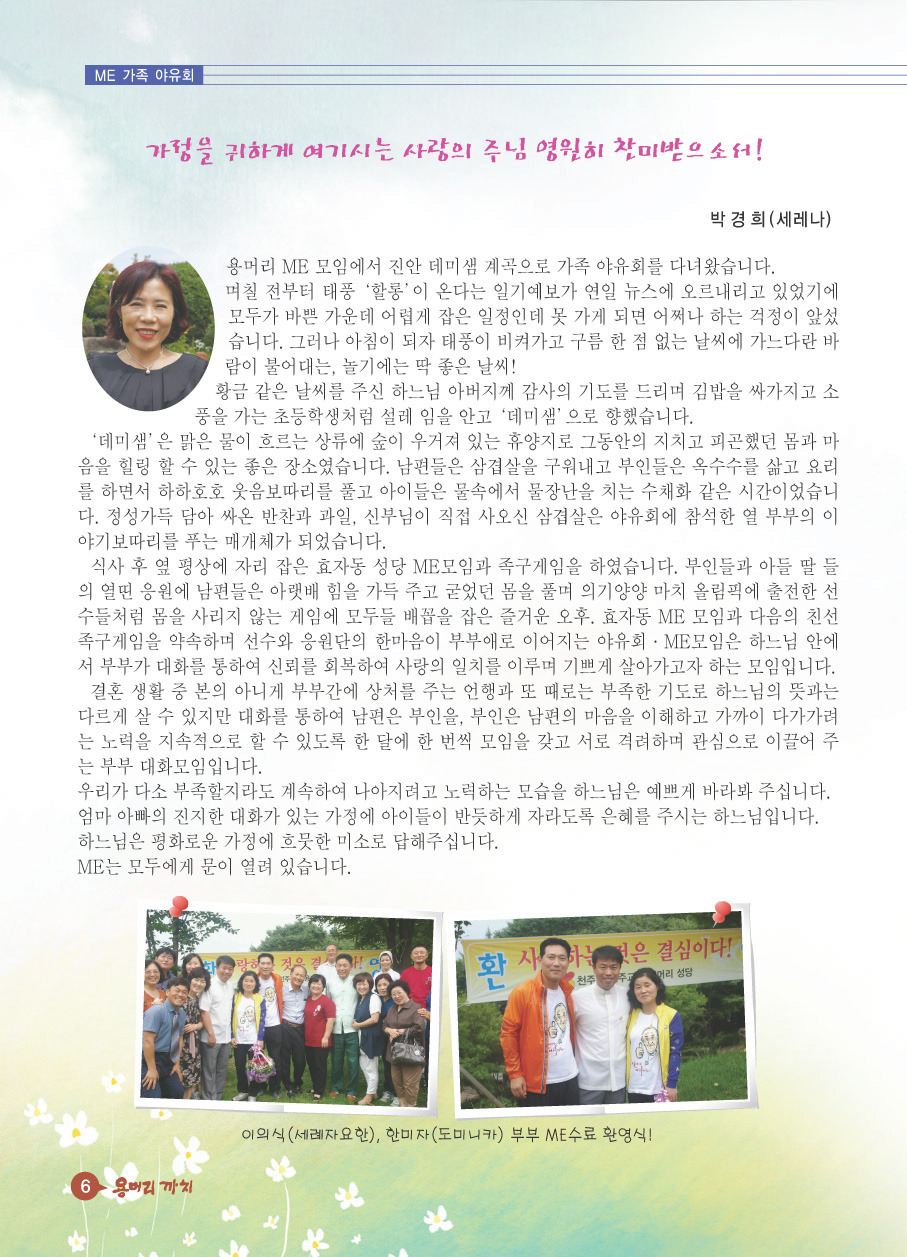 ME 가족 야유회
가정을 귀하게 여기시는 사랑의 주님 영원히 찬미받으소서!
박 경 희(세레나)
용머리 ME 모임에서 진안 데미샘 계곡으로 가족 야유회를 다녀왔습니다.
며칠 전부터 태풍 ‘할롱’이 온다는 일기예보가 연일 뉴스에 오르내리고 있었기에
모두가 바쁜 가운데 어렵게 잡은 일정인데 못 가게 되면 어쩌나 하는 걱정이 앞섰
습니다. 그러나 아침이 되자 태풍이 비켜가고 구름 한 점 없는 날씨에 가느다란 바
람이 불어대는, 놀기에는 딱 좋은 날씨!
황금 같은 날씨를 주신 하느님 아버지께 감사의 기도를 드리며 김밥을 싸가지고 소
풍을 가는 초등학생처럼 설레 임을 안고 ‘데미샘’으로 향했습니다.
‘데미샘’은 맑은 물이 흐르는 상류에 숲이 우거져 있는 휴양지로 그동안의 지치고 피곤했던 몸과 마
음을 힐링 할 수 있는 좋은 장소였습니다. 남편들은 삼겹살을 구워내고 부인들은 옥수수를 삶고 요리
를 하면서 하하호호 웃음보따리를 풀고 아이들은 물속에서 물장난을 치는 수채화 같은 시간이었습니
다. 정성가득 담아 싸온 반찬과 과일, 신부님이 직접 사오신 삼겹살은 야유회에 참석한 열 부부의 이
야기보따리를 푸는 매개체가 되었습니다.
식사 후 옆 평상에 자리 잡은 효자동 성당 ME모임과 족구게임을 하였습니다. 부인들과 아들 딸 들
의 열띤 응원에 남편들은 아랫배 힘을 가득 주고 굳었던 몸을 풀며 의기양양 마치 올림픽에 출전한 선
수들처럼 몸을 사리지 않는 게임에 모두들 배꼽을 잡은 즐거운 오후. 효자동 ME 모임과 다음의 친선
족구게임을 약속하며 선수와 응원단의 한마음이 부부애로 이어지는 야유회·ME모임은 하느님 안에
서 부부가 대화를 통하여 신뢰를 회복하여 사랑의 일치를 이루며 기쁘게 살아가고자 하는 모임입니다.
결혼 생활 중 본의 아니게 부부간에 상처를 주는 언행과 또 때로는 부족한 기도로 하느님의 뜻과는
다르게 살 수 있지만 대화를 통하여 남편은 부인을, 부인은 남편의 마음을 이해하고 가까이 다가가려
는 노력을 지속적으로 할 수 있도록 한 달에 한 번씩 모임을 갖고 서로 격려하며 관심으로 이끌어 주
는 부부 대화모임입니다.
우리가 다소 부족할지라도 계속하여 나아지려고 노력하는 모습을 하느님은 예쁘게 바라봐 주십니다.
엄마 아빠의 진지한 대화가 있는 가정에 아이들이 반듯하게 자라도록 은혜를 주시는 하느님입니다.
하느님은 평화로운 가정에 흐뭇한 미소로 답해주십니다.
ME는 모두에게 문이 열려 있습니다.
환 것은 결심이다!
천주 머리 성당
이의식(세례자요한), 한미자(도미니카) 부부 ME수료 환영식!
6 용머리 까치